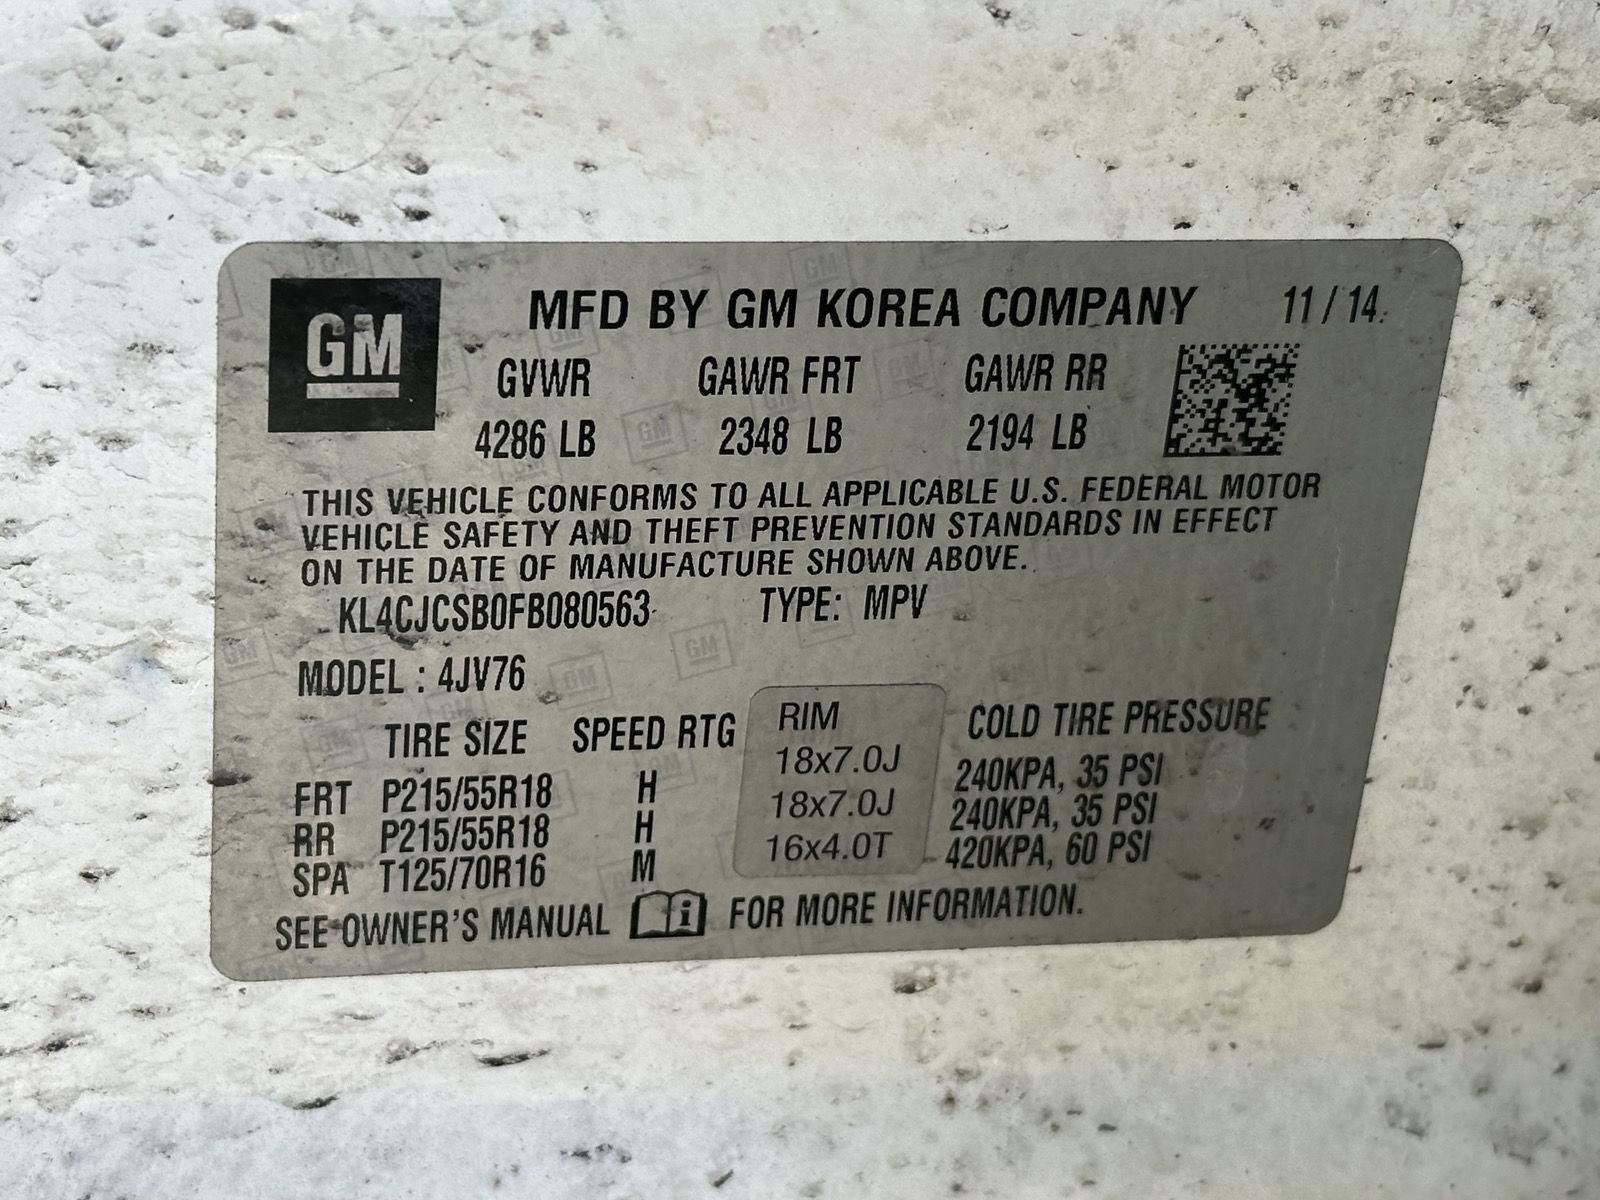 GM
MFD BY GM KOREA COMPANY 11/14
GVWR GAWR FRT GAWR RR
4286 LB 2348 LB 2194 LB
THIS VEHICLE CONFORMS TO ALL APPLICABLE U.S. FEDERAL MOTOR
VEHICLE SAFETY AND THEFT PREVENTION STANDARDS IN EFFECT
ON THE DATE OF MANUFACTURE SHOWN ABOVE.
KL4CJCSB0FB080563 TYPE: MPV
MODEL : 4JV76
TIRE SIZE SPEED RTG RIM COLD TIRE PRESSURE
FRT P215/55R18 H 18x7.0J 240KPA, 35 PSI
RR P215/55R18 H 18x7.0J 240KPA, 35 PSI
SPA T125/70R16 M 16x4.0T 420KPA, 60 PSI
SEE OWNER'S MANUAL i FOR MORE INFORMATION.